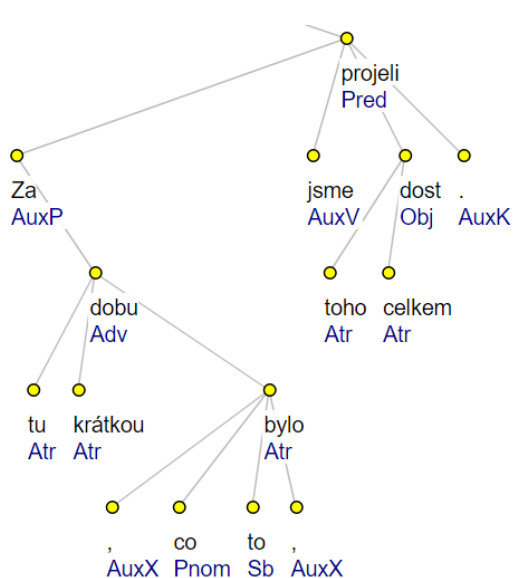 projeli
Pred
Za jsme dost .
AuxP AuxV Obj AuxK
dobu toho celkem
Adv Atr Atr
tu krátkou bylo
Atr Atr Atr
, co to ,
AuxX Pnom Sb AuxX